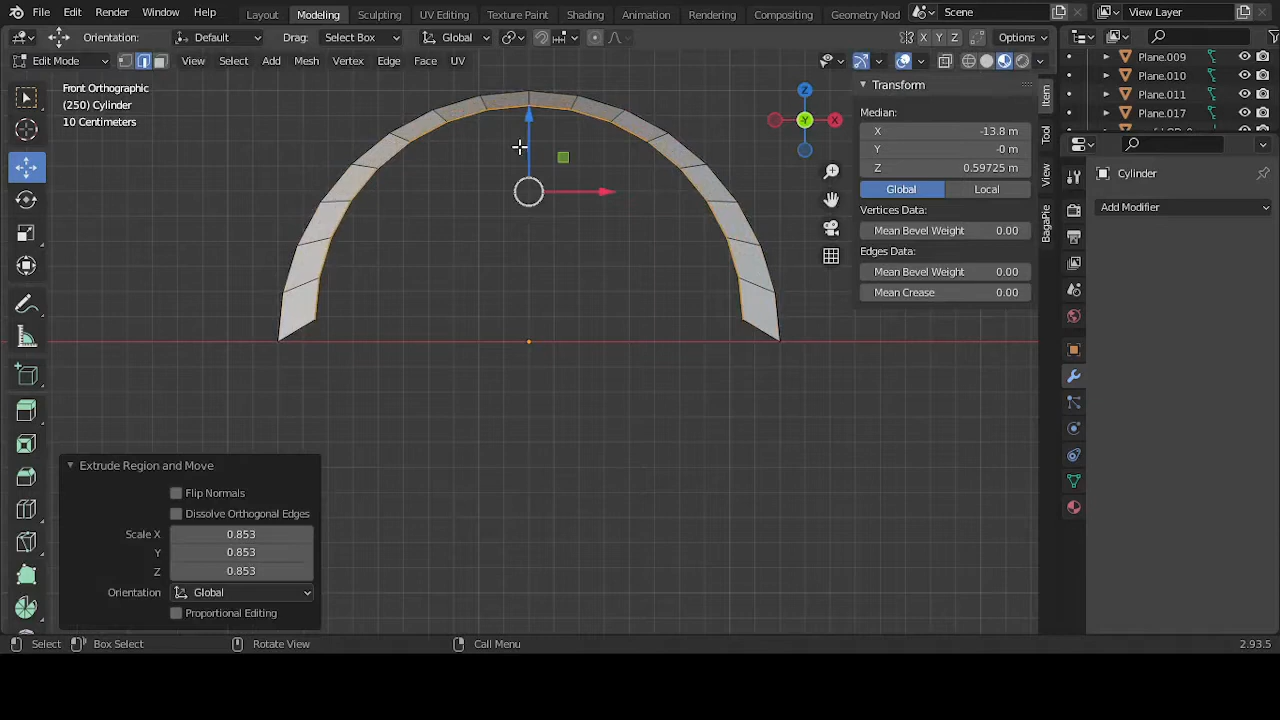 File Edit Render Window Help Layout Modeling Sculpting UV Editing Texture Paint Shading Animation Rendering Compositing Geometry Nod Scene View Layer
Orientation: Default Drag: Select Box Global X Y Z Options
Edit Mode View Select Add Mesh Vertex Edge Face UV
Plane.009
Plane.010
Plane.011
Plane.017
Front Orthographic
(250) Cylinder
10 Centimeters
Z
X
-Y
Transform
Median:
X -13.8 m
Y -0 m
Z 0.59725 m
Global Local
Vertices Data:
Mean Bevel Weight 0.00
Edges Data:
Mean Bevel Weight 0.00
Mean Crease 0.00
Item
Tool
View
BagaPie
Cylinder
Add Modifier
Extrude Region and Move
Flip Normals
Dissolve Orthogonal Edges
Scale X 0.853
Y 0.853
Z 0.853
Orientation Global
Proportional Editing
Select Box Select Rotate View Call Menu 2.93.5